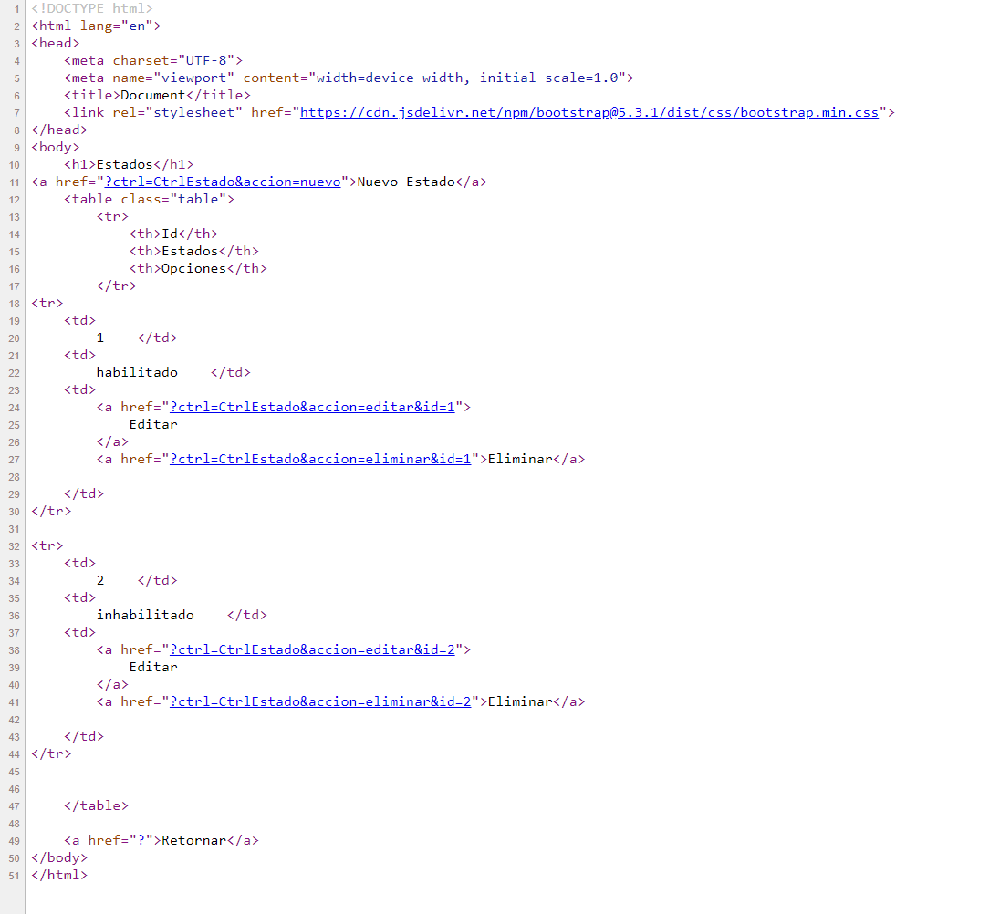 1 <!DOCTYPE html>
2 <html lang="en">
3 <head>
4     <meta charset="UTF-8">
5     <meta name="viewport" content="width=device-width, initial-scale=1.0">
6     <title>Document</title>
7     <link rel="stylesheet" href="https://cdn.jsdelivr.net/npm/bootstrap@5.3.1/dist/css/bootstrap.min.css">
8 </head>
9 <body>
10     <h1>Estados</h1>
11 <a href="?ctrl=CtrlEstado&accion=nuevo">Nuevo Estado</a>
12     <table class="table">
13         <tr>
14             <th>Id</th>
15             <th>Estados</th>
16             <th>Opciones</th>
17         </tr>
18 <tr>
19     <td>
20         1    </td>
21     <td>
22         habilitado    </td>
23     <td>
24         <a href="?ctrl=CtrlEstado&accion=editar&id=1">
25             Editar
26         </a>
27         <a href="?ctrl=CtrlEstado&accion=eliminar&id=1">Eliminar</a>
28
29     </td>
30 </tr>
31
32 <tr>
33     <td>
34         2    </td>
35     <td>
36         inhabilitado    </td>
37     <td>
38         <a href="?ctrl=CtrlEstado&accion=editar&id=2">
39             Editar
40         </a>
41         <a href="?ctrl=CtrlEstado&accion=eliminar&id=2">Eliminar</a>
42
43     </td>
44 </tr>
45
46
47     </table>
48
49     <a href="?">Retornar</a>
50 </body>
51 </html>